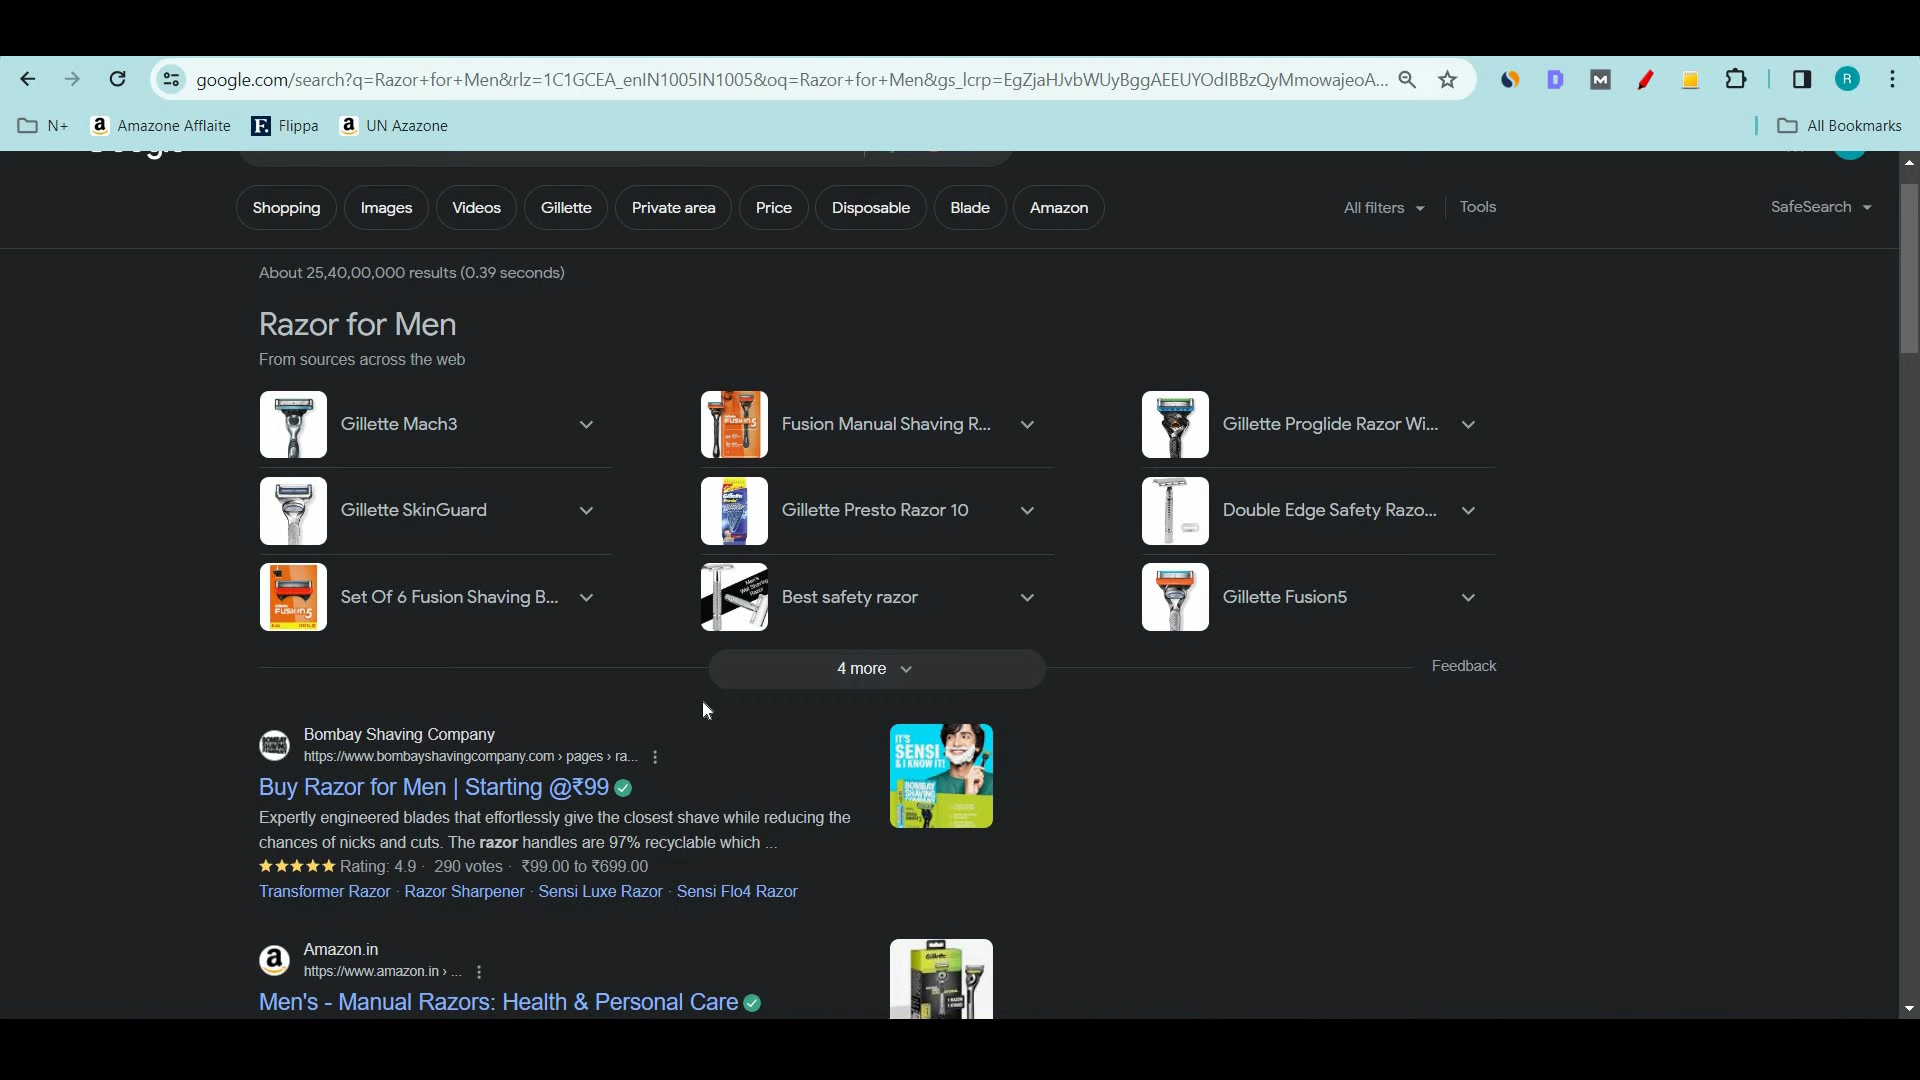 google.com/search?q=Razor+for+Men&rlz=1C1GCEA_enIN1005IN1005&oq=Razor+for+Men&gs_lcrp=EgZjaHJvbWUyBggAEEUYOdIBBzQyMmowajeoA...
R
N+ Amazone Afflaite Flippa UN Azazone All Bookmarks
Shopping Images Videos Gillette Private area Price Disposable Blade Amazon All filters Tools SafeSearch
About 25,40,00,000 results (0.39 seconds)
Razor for Men
From sources across the web
Gillette Mach3 Fusion Manual Shaving R... Gillette Proglide Razor Wi...
Gillette SkinGuard Gillette Presto Razor 10 Double Edge Safety Razo...
Set Of 6 Fusion Shaving B... Best safety razor Gillette Fusion5
4 more Feedback
Bombay Shaving Company
https://www.bombayshavingcompany.com › pages › ra...
Buy Razor for Men | Starting @₹99
Expertly engineered blades that effortlessly give the closest shave while reducing the
chances of nicks and cuts. The razor handles are 97% recyclable which ...
Rating: 4.9 · 290 votes · ₹99.00 to ₹699.00
Transformer Razor · Razor Sharpener · Sensi Luxe Razor · Sensi Flo4 Razor
IT'S
SENSI
& I KNOW IT!
BOMBAY
SHAVING
COMPANY
Amazon.in
https://www.amazon.in › ...
Men's - Manual Razors: Health & Personal Care